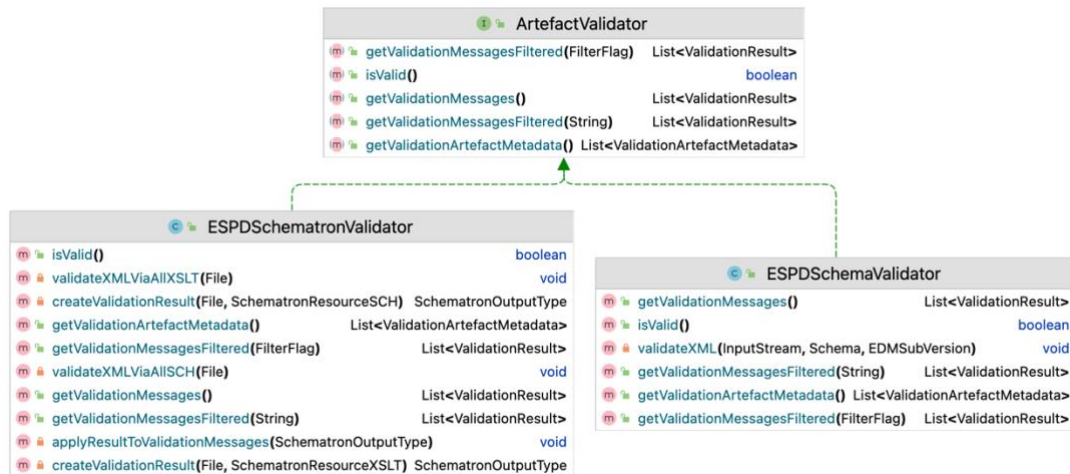 ArtefactValidator
getValidationMessagesFiltered(FilterFlag) List<ValidationResult>
isValid() boolean
getValidationMessages() List<ValidationResult>
getValidationMessagesFiltered(String) List<ValidationResult>
getValidationArtefactMetadata() List<ValidationArtefactMetadata>
ESPDSchematronValidator
isValid() boolean
validateXMLViaAllXSLT(File) void
createValidationResult(File, SchematronResourceSCH) SchematronOutputType
getValidationArtefactMetadata() List<ValidationArtefactMetadata>
getValidationMessagesFiltered(FilterFlag) List<ValidationResult>
validateXMLViaAllSCH(File) void
getValidationMessages() List<ValidationResult>
getValidationMessagesFiltered(String) List<ValidationResult>
applyResultToValidationMessages(SchematronOutputType) void
createValidationResult(File, SchematronResourceXSLT) SchematronOutputType
ESPDSchemaValidator
getValidationMessages() List<ValidationResult>
isValid() boolean
validateXML(InputStream, Schema, EDMSubVersion) void
getValidationMessagesFiltered(String) List<ValidationResult>
getValidationArtefactMetadata() List<ValidationArtefactMetadata>
getValidationMessagesFiltered(FilterFlag) List<ValidationResult>